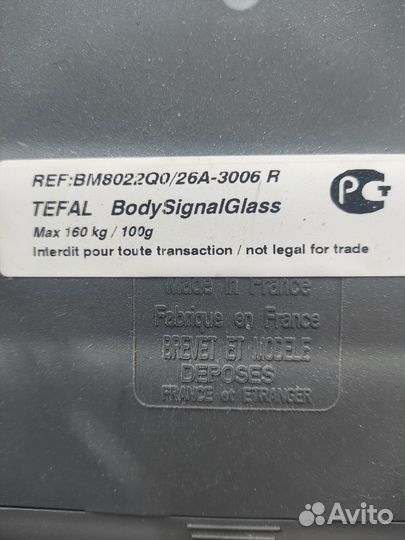 REF:BM8022Q0/26A-3006 R
TEFAL BodySignalGlass
Max 160 kg / 100g
Interdit pour toute transaction / not legal for trade
РСТ
Made in France
Fabrique en France
BREVET ET MODELE
DEPOSES
FRANCE et ETRANGER
Avito